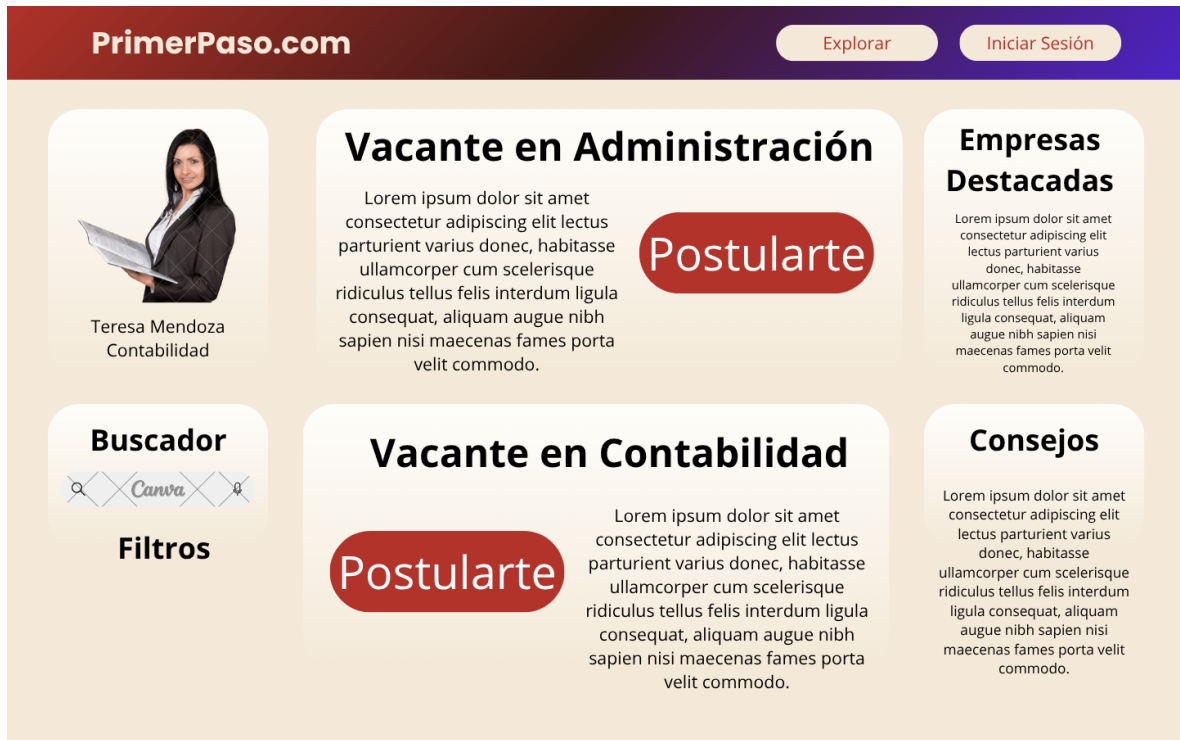 PrimerPaso.com
Explorar
Iniciar Sesión
Teresa Mendoza
Contabilidad
Vacante en Administración
Lorem ipsum dolor sit amet
consectetur adipiscing elit lectus
parturient varius donec, habitasse
ullamcorper cum scelerisque
ridiculus tellus felis interdum ligula
consequat, aliquam augue nibh
sapien nisi maecenas fames porta
velit commodo.
Postularte
Empresas
Destacadas
Lorem ipsum dolor sit amet
consectetur adipiscing elit
lectus parturient varius
donec, habitasse
ullamcorper cum scelerisque
ridiculus tellus felis interdum
ligula consequat, aliquam
augue nibh sapien nisi
maecenas fames porta velit
commodo.
Buscador
Canva
Filtros
Vacante en Contabilidad
Postularte
Lorem ipsum dolor sit amet
consectetur adipiscing elit lectus
parturient varius donec, habitasse
ullamcorper cum scelerisque
ridiculus tellus felis interdum ligula
consequat, aliquam augue nibh
sapien nisi maecenas fames porta
velit commodo.
Consejos
Lorem ipsum dolor sit amet
consectetur adipiscing elit
lectus parturient varius
donec, habitasse
ullamcorper cum scelerisque
ridiculus tellus felis interdum
ligula consequat, aliquam
augue nibh sapien nisi
maecenas fames porta velit
commodo.